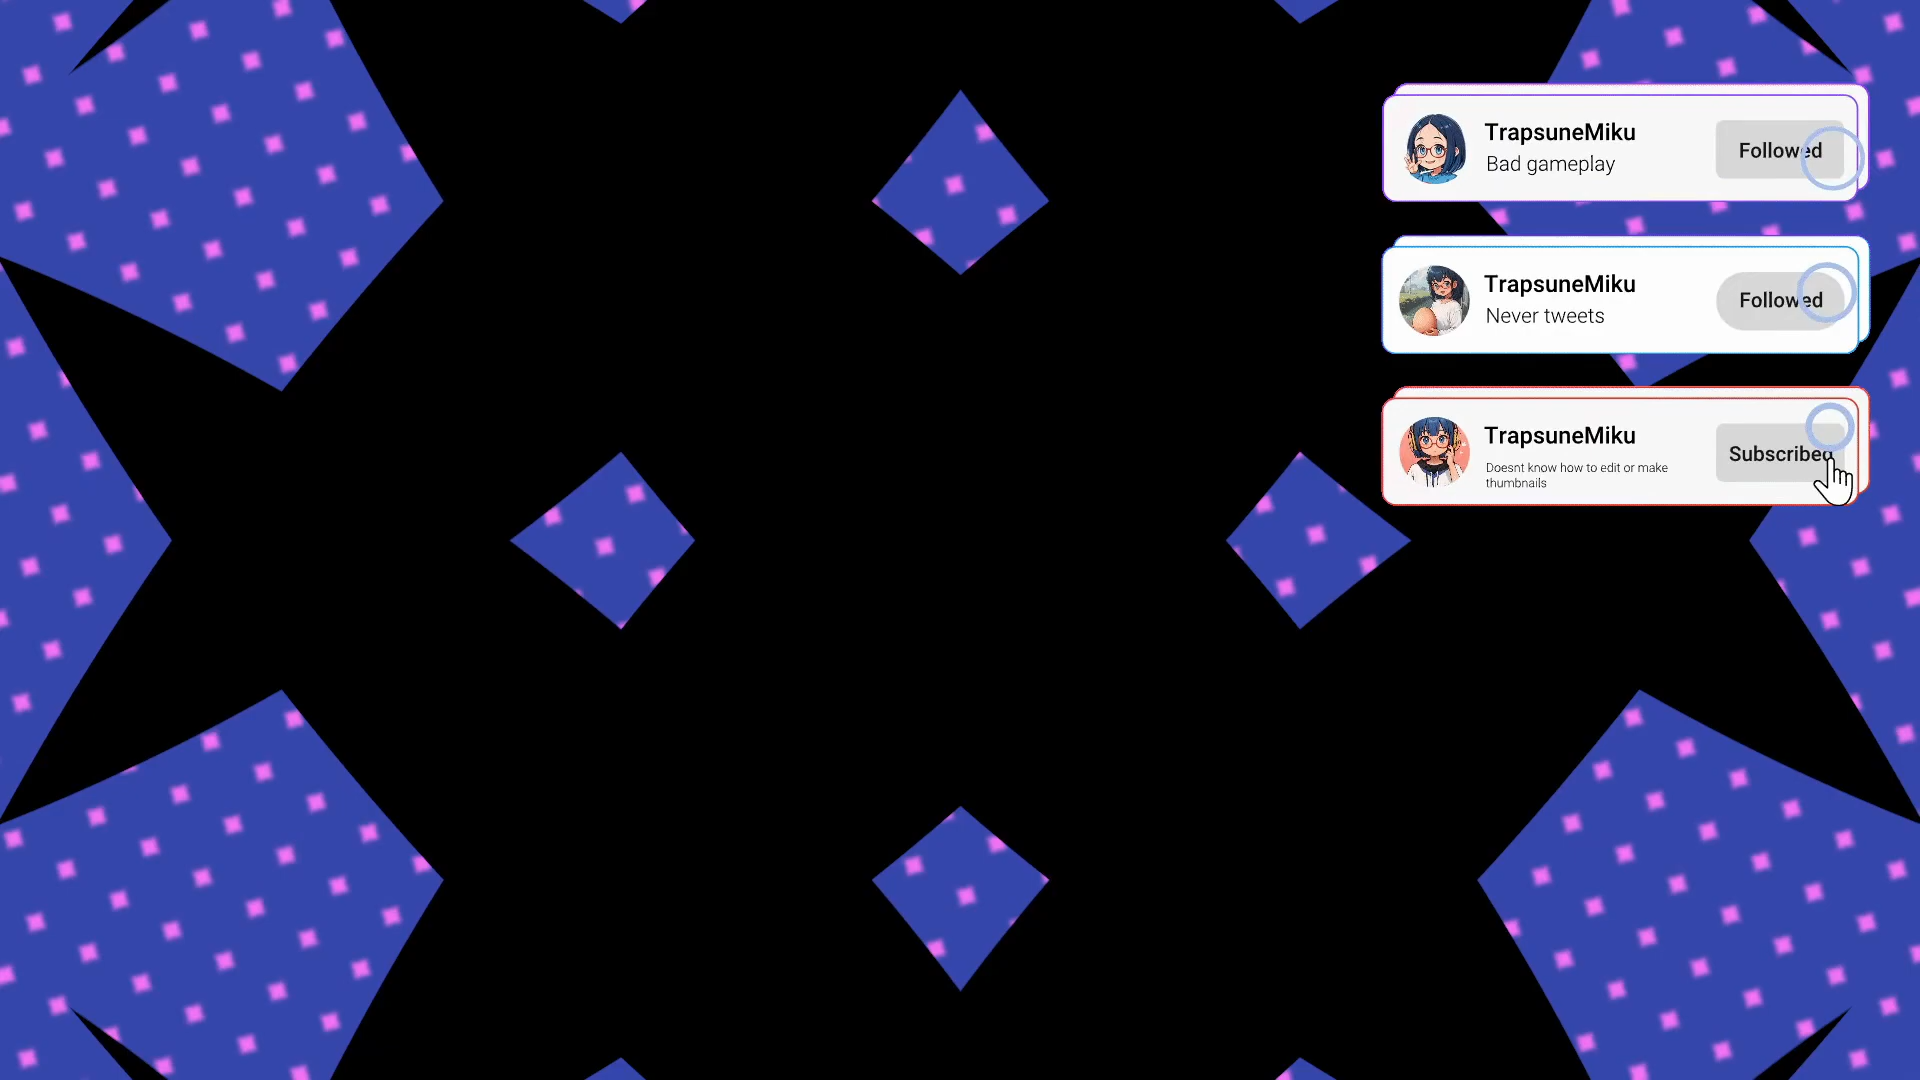 TrapsuneMiku
Bad gameplay
Followed
TrapsuneMiku
Never tweets
Followed
TrapsuneMiku
Doesnt know how to edit or make
thumbnails
Subscribed